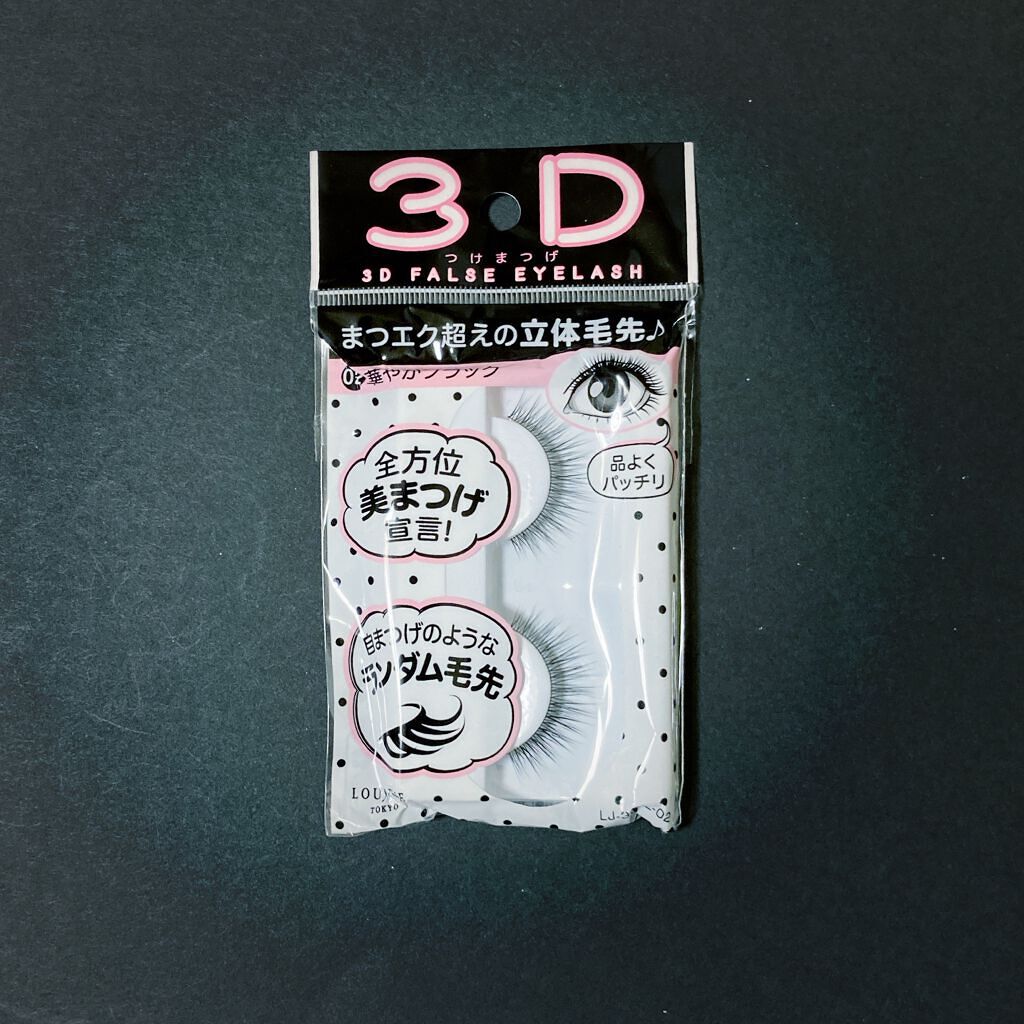 3D
つけまつげ
3D FALSE EYELASH
まつエク超えの立体毛先♪
華やかブラック
品よく
パッチリ
全方位
美まつげ
宣言!
自まつげのような
ランダム毛先
TOKYO